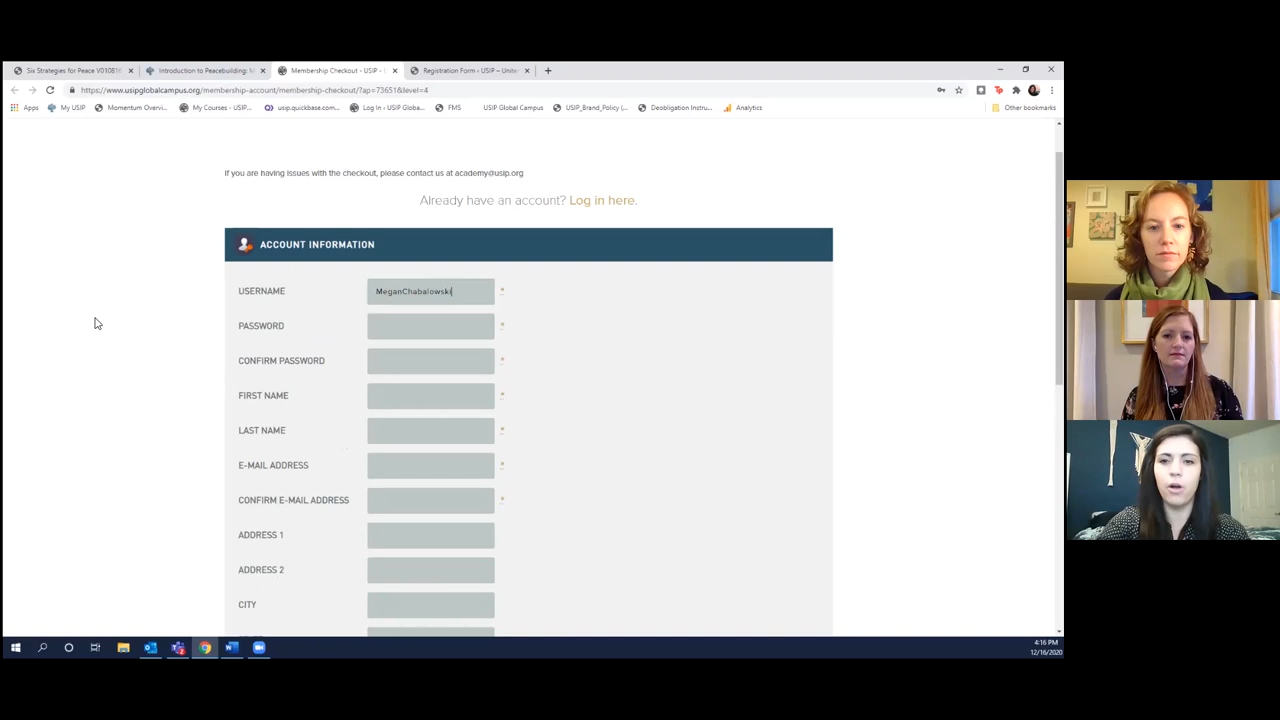 Six Strategies for Peace V010816
Introduction to Peacebuilding: M
Membership Checkout - USIP - U
Registration Form ‹ USIP – Unite
https://www.usipglobalcampus.org/membership-account/membership-checkout/?ap=73651&level=4
Apps
My USIP
Momentum Overvi...
My Courses - USIP...
usip.quickbase.com...
Log In ‹ USIP Globa...
FMS
USIP Global Campus
USIP_Brand_Policy (...
Deobligation Instru...
Analytics
Other bookmarks
If you are having issues with the checkout, please contact us at academy@usip.org
Already have an account? Log in here.
ACCOUNT INFORMATION
USERNAME MeganChabalowski *
PASSWORD *
CONFIRM PASSWORD *
FIRST NAME *
LAST NAME *
E-MAIL ADDRESS *
CONFIRM E-MAIL ADDRESS *
ADDRESS 1
ADDRESS 2
CITY
4:16 PM
12/16/2020